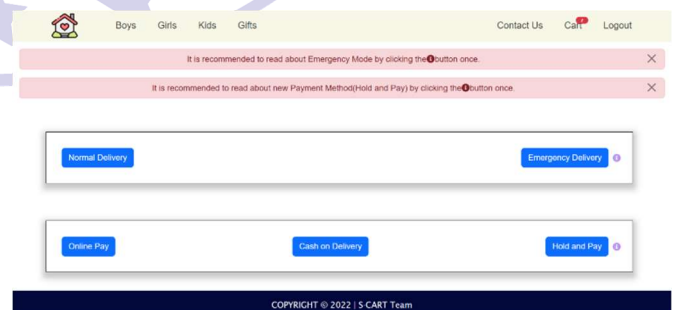 Boys Girls Kids Gifts Contact Us Cart Logout
It is recommended to read about Emergency Mode by clicking the button once.
It is recommended to read about new Payment Method(Hold and Pay) by clicking the button once.
Normal Delivery Emergency Delivery
Online Pay Cash on Delivery Hold and Pay
COPYRIGHT © 2022 | S-CART Team